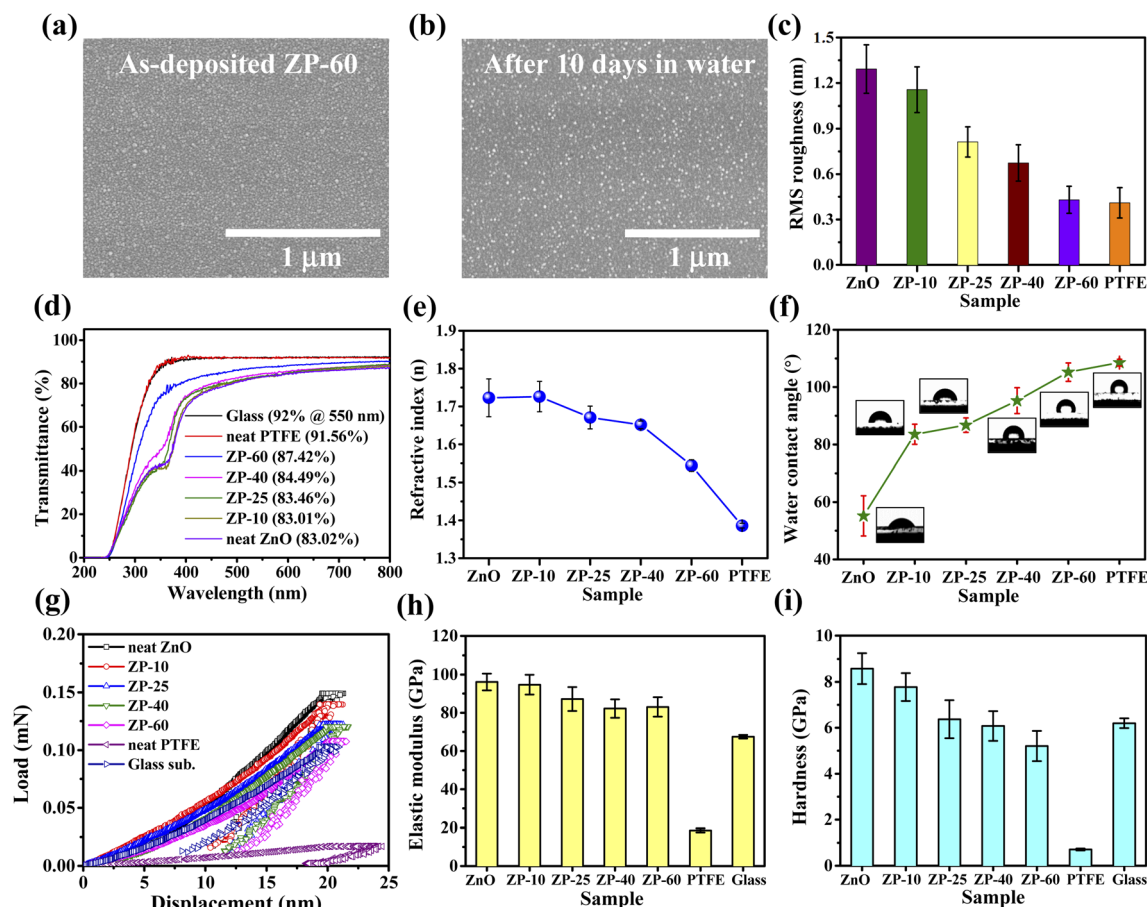 (a)
As-deposited ZP-60
1 μm
(b)
After 10 days in water
1 μm
(c)
RMS roughness (nm)
1.5
1.2
0.9
0.6
0.3
0.0
ZnO ZP-10 ZP-25 ZP-40 ZP-60 PTFE
Sample
(d)
Transmittance (%)
100
80
60
40
20
0
Glass (92% @ 550 nm)
neat PTFE (91.56%)
ZP-60 (87.42%)
ZP-40 (84.49%)
ZP-25 (83.46%)
ZP-10 (83.01%)
neat ZnO (83.02%)
200 300 400 500 600 700 800
Wavelength (nm)
(e)
Refractive index (n)
1.9
1.8
1.7
1.6
1.5
1.4
1.3
ZnO ZP-10 ZP-25 ZP-40 ZP-60 PTFE
Sample
(f)
Water contact angle (°)
120
100
80
60
40
ZnO ZP-10 ZP-25 ZP-40 ZP-60 PTFE
Sample
(g)
Load (mN)
0.20
0.15
0.10
0.05
0.00
neat ZnO
ZP-10
ZP-25
ZP-40
ZP-60
neat PTFE
Glass sub.
0 5 10 15 20 25 30
Displacement (nm)
(h)
Elastic modulus (GPa)
120
100
80
60
40
20
0
ZnO ZP-10 ZP-25 ZP-40 ZP-60 PTFE Glass
Sample
(i)
Hardness (GPa)
10
8
6
4
2
0
ZnO ZP-10 ZP-25 ZP-40 ZP-60 PTFE Glass
Sample